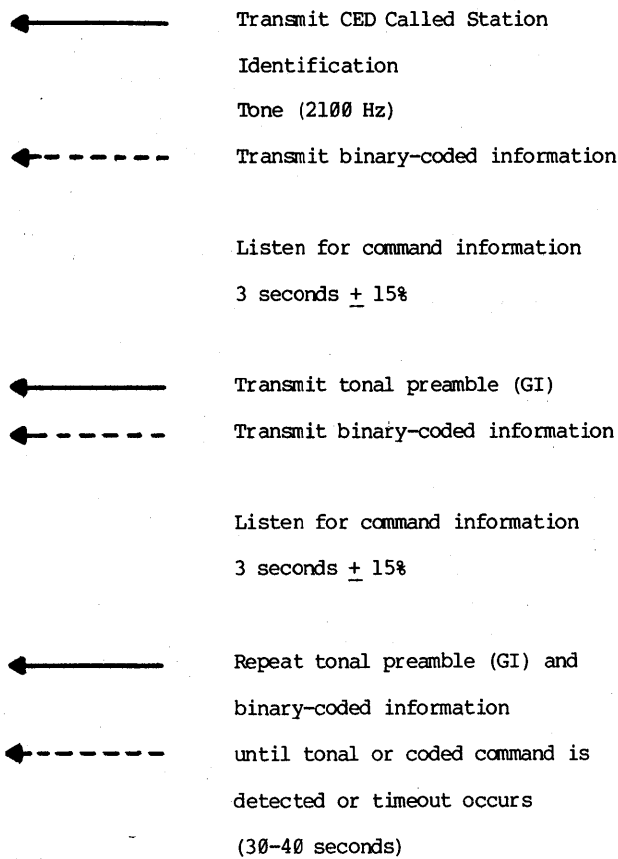 Transmit CED Called Station
Identification
Tone (2100 Hz)
Transmit binary-coded information
Listen for command information
3 seconds ± 15%
Transmit tonal preamble (GI)
Transmit binary-coded information
Listen for command information
3 seconds ± 15%
Repeat tonal preamble (GI) and
binary-coded information
until tonal or coded command is
detected or timeout occurs
(30-40 seconds)